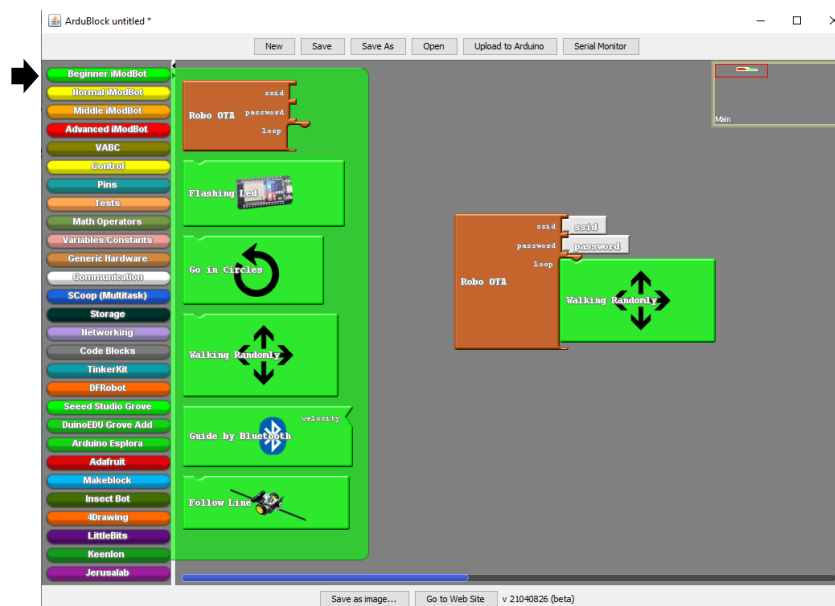 ArduBlock untitled *
New Save Save As Open Upload to Arduino Serial Monitor
Beginner iModBot
Normal iModBot
Middle iModBot
Advanced iModBot
VABC
Control
Pins
Tests
Math Operators
Variables/Constants
Generic Hardware
Communication
SCoop (Multitask)
Storage
Networking
Code Blocks
TinkerKit
DFRobot
Seeed Studio Grove
DuinoEDU Grove Add
Arduino Esplora
Adafruit
Makeblock
Insect Bot
4Drawing
LittleBits
Keenlon
Jerusalab
ssid
Robo OTA password
loop
Flashing Led
Go in Circles
Walking Randomly
velocity
Guide by Bluetooth
Follow Line
Main
ssid ssid
password password
loop
Robo OTA
Walking Randomly
Save as image... Go to Web Site v 21040826 (beta)